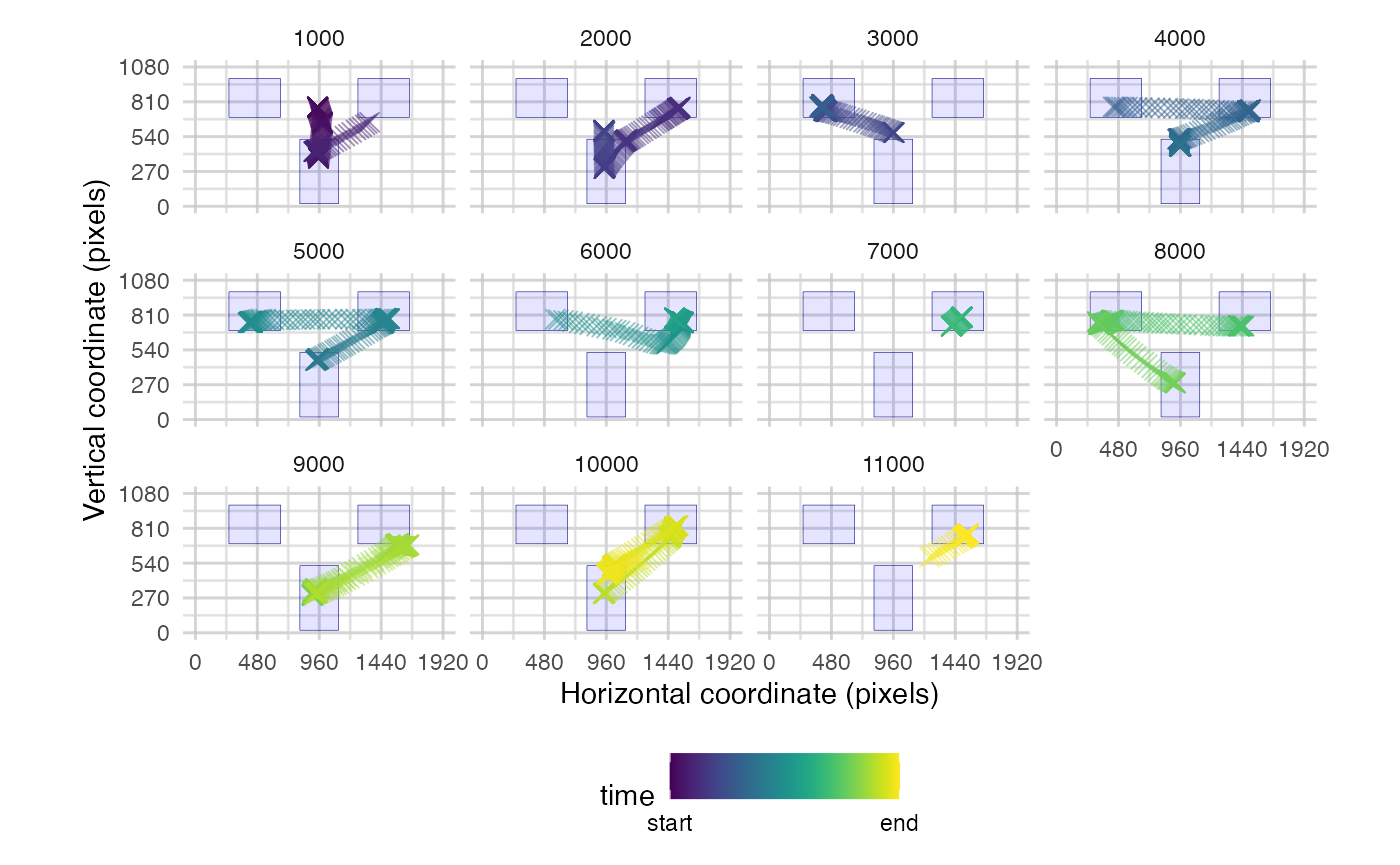 1000 2000 3000 4000
1080
810
540
270
0
5000 6000 7000 8000
1080
810
540
270
0
0 480 960 1440 1920
9000 10000 11000
1080
810
540
270
0
0 480 960 1440 1920 0 480 960 1440 1920 0 480 960 1440 1920
Vertical coordinate (pixels)
Horizontal coordinate (pixels)
time
start end